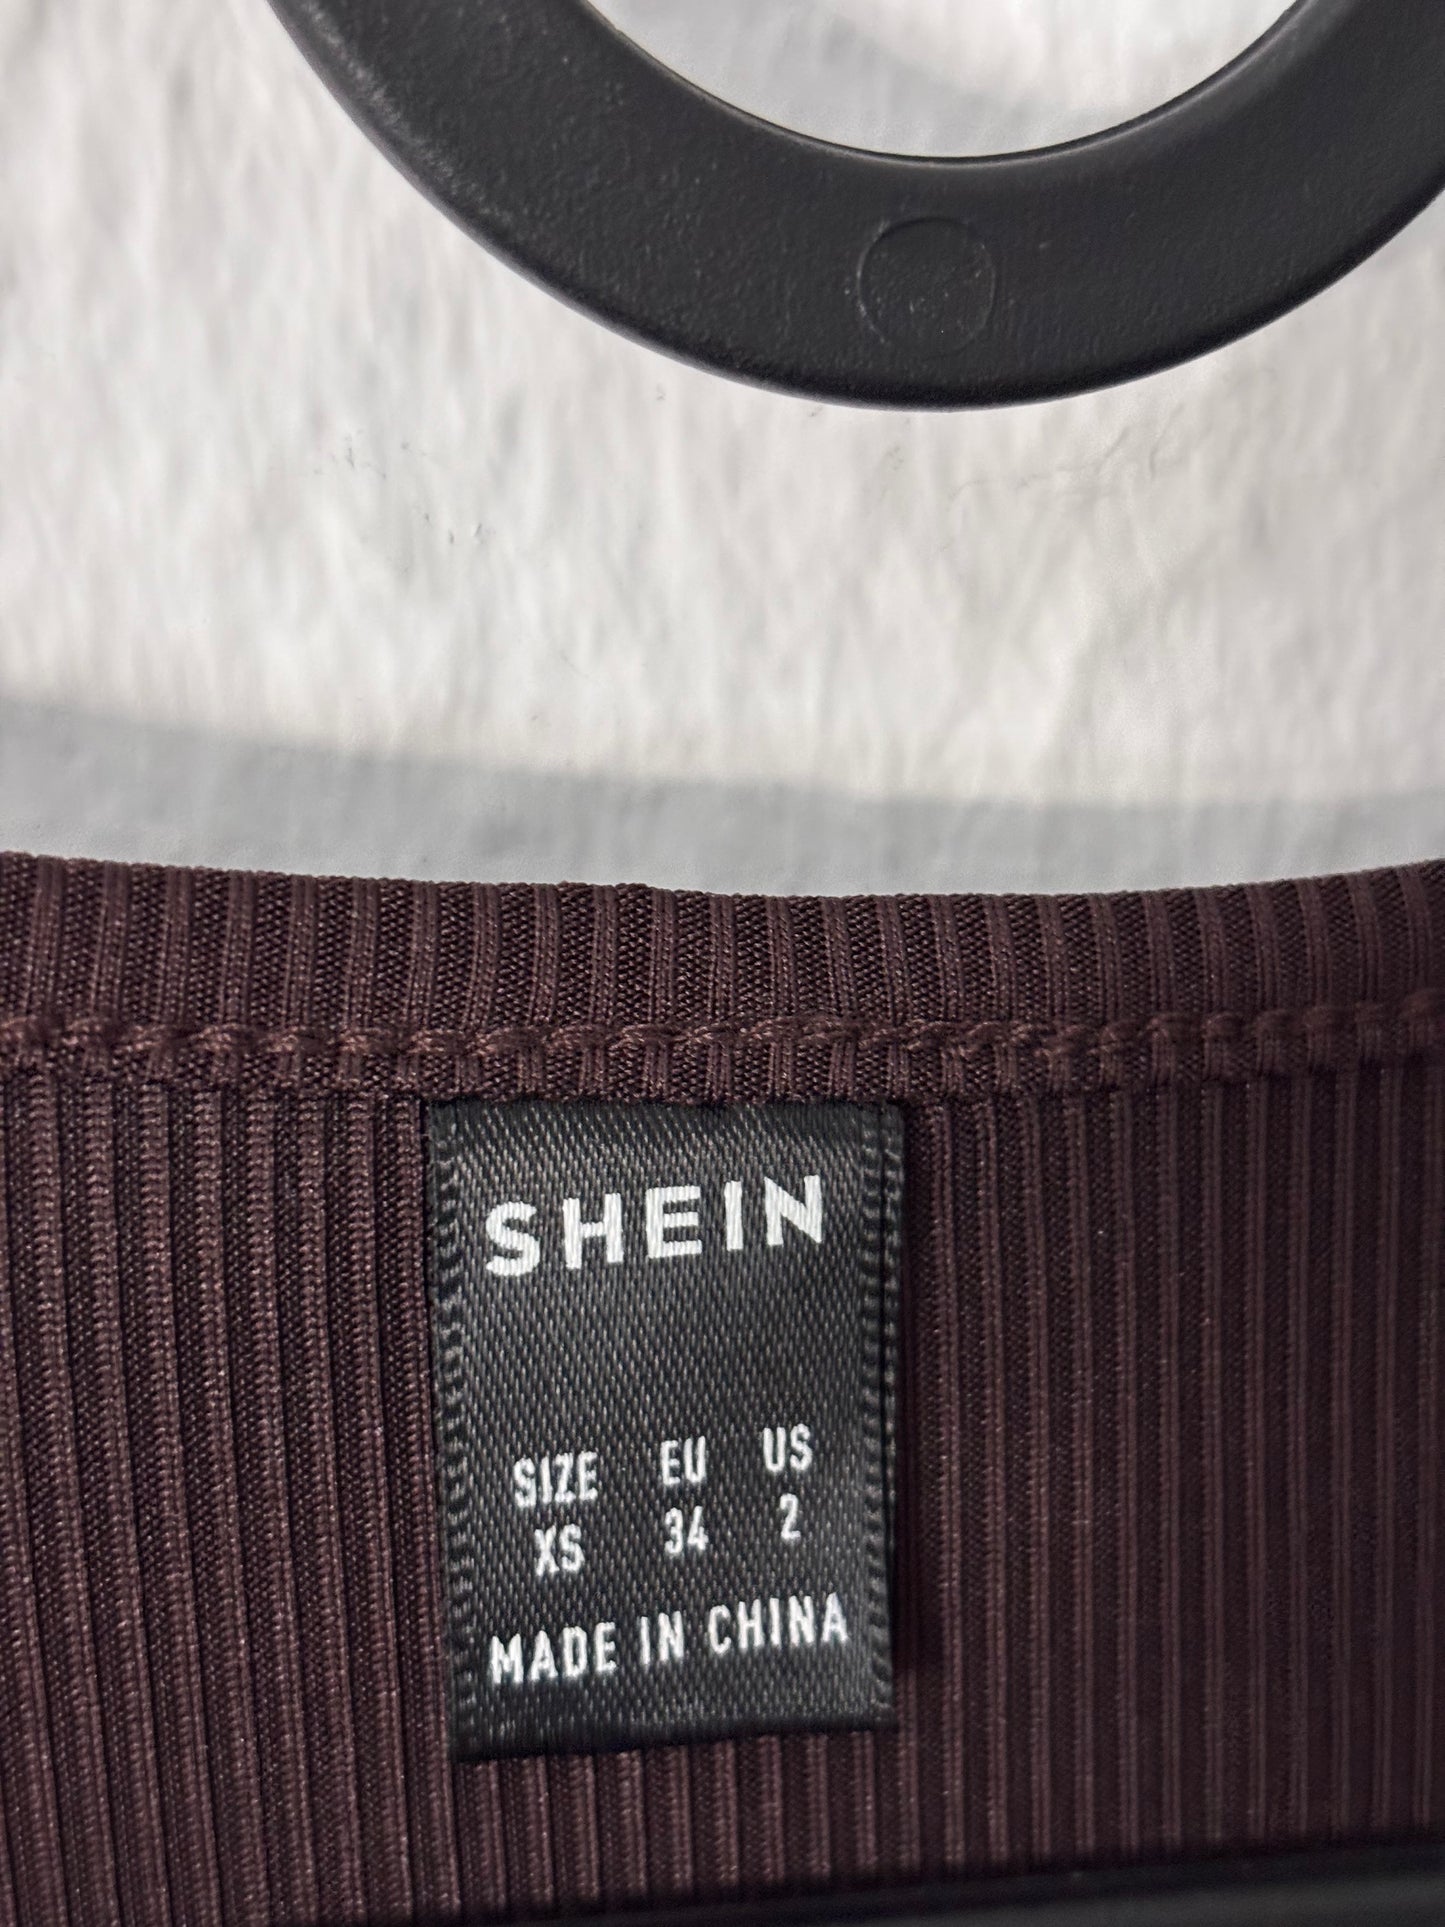 SHEIN
SIZE EU US
XS 34 2
MADE IN CHINA